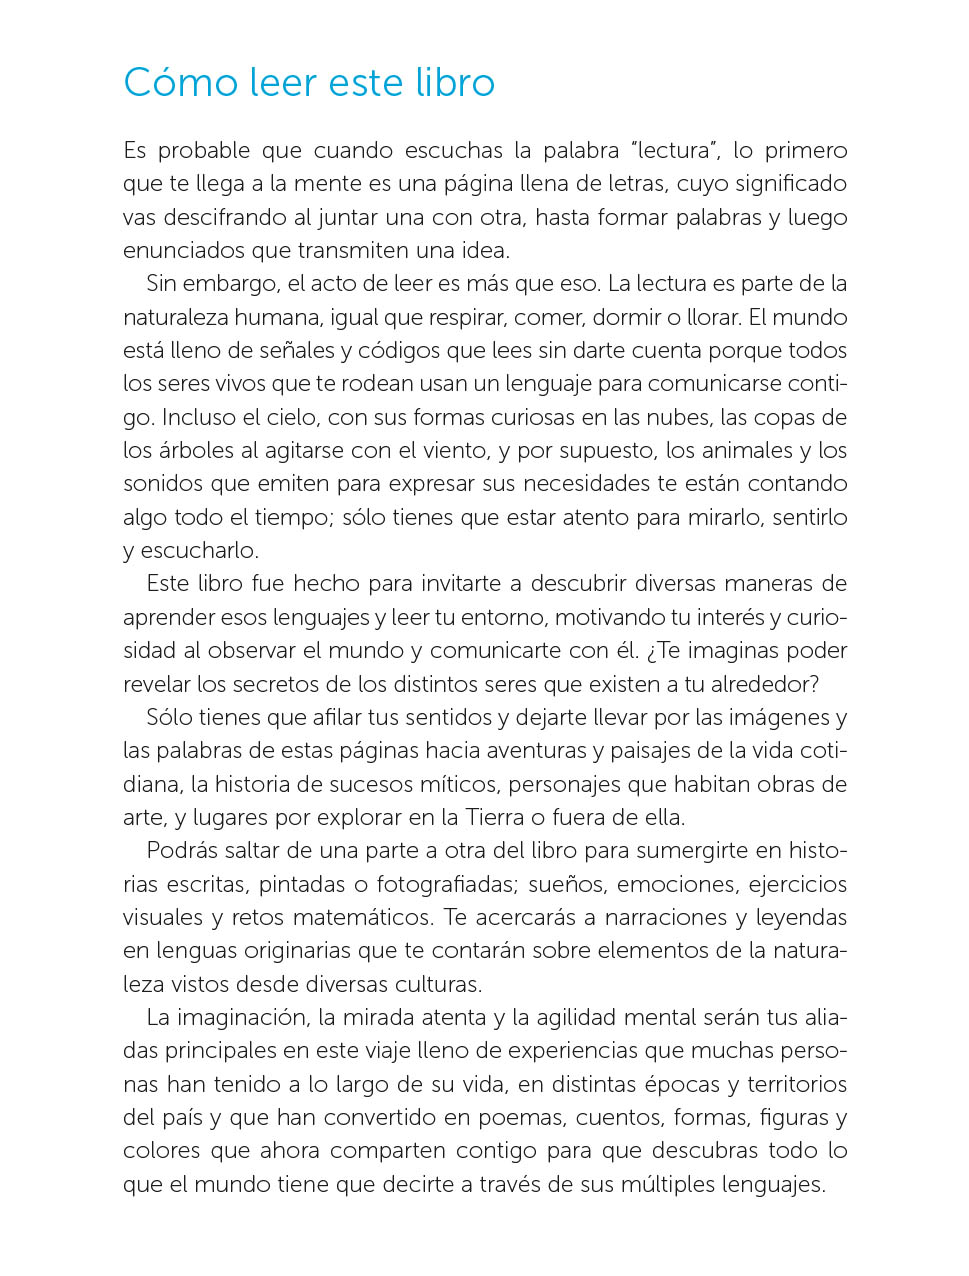 Cómo leer este libro
Es probable que cuando escuchas la palabra “lectura”, lo primero
que te llega a la mente es una página llena de letras, cuyo significado
vas descifrando al juntar una con otra, hasta formar palabras y luego
enunciados que transmiten una idea.
Sin embargo, el acto de leer es más que eso. La lectura es parte de la
naturaleza humana, igual que respirar, comer, dormir o llorar. El mundo
está lleno de señales y códigos que lees sin darte cuenta porque todos
los seres vivos que te rodean usan un lenguaje para comunicarse conti-
go. Incluso el cielo, con sus formas curiosas en las nubes, las copas de
los árboles al agitarse con el viento, y por supuesto, los animales y los
sonidos que emiten para expresar sus necesidades te están contando
algo todo el tiempo; sólo tienes que estar atento para mirarlo, sentirlo
y escucharlo.
Este libro fue hecho para invitarte a descubrir diversas maneras de
aprender esos lenguajes y leer tu entorno, motivando tu interés y curio-
sidad al observar el mundo y comunicarte con él. ¿Te imaginas poder
revelar los secretos de los distintos seres que existen a tu alrededor?
Sólo tienes que afilar tus sentidos y dejarte llevar por las imágenes y
las palabras de estas páginas hacia aventuras y paisajes de la vida coti-
diana, la historia de sucesos míticos, personajes que habitan obras de
arte, y lugares por explorar en la Tierra o fuera de ella.
Podrás saltar de una parte a otra del libro para sumergirte en histo-
rias escritas, pintadas o fotografiadas; sueños, emociones, ejercicios
visuales y retos matemáticos. Te acercarás a narraciones y leyendas
en lenguas originarias que te contarán sobre elementos de la natura-
leza vistos desde diversas culturas.
La imaginación, la mirada atenta y la agilidad mental serán tus alia-
das principales en este viaje lleno de experiencias que muchas perso-
nas han tenido a lo largo de su vida, en distintas épocas y territorios
del país y que han convertido en poemas, cuentos, formas, figuras y
colores que ahora comparten contigo para que descubras todo lo
que el mundo tiene que decirte a través de sus múltiples lenguajes.